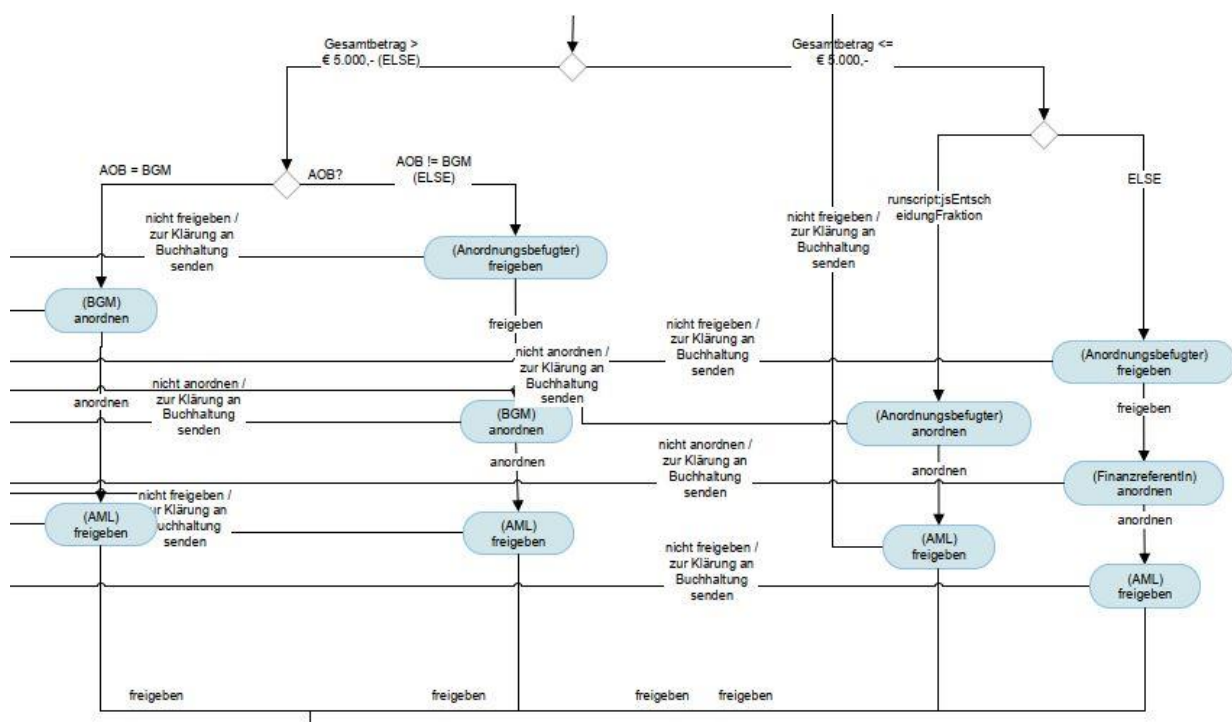 Gesamtbetrag >
€ 5.000,- (ELSE)
Gesamtbetrag <=
€ 5.000,-
AOB = BGM
AOB?
AOB != BGM
(ELSE)
ELSE
runscript:jsEntsch
eidungFraktion
nicht freigeben /
zur Klärung an
Buchhaltung
senden
nicht freigeben /
zur Klärung an
Buchhaltung
senden
(Anordnungsbefugter)
freigeben
(BGM)
anordnen
freigeben
nicht freigeben /
zur Klärung an
Buchhaltung
senden
nicht anordnen /
zur Klärung an
Buchhaltung
senden
(Anordnungsbefugter)
freigeben
anordnen
nicht anordnen /
zur Klärung an
Buchhaltung
senden
(BGM)
anordnen
(Anordnungsbefugter)
anordnen
freigeben
nicht anordnen /
zur Klärung an
Buchhaltung
senden
anordnen
anordnen
(FinanzreferentIn)
anordnen
nicht freigeben /
zur Klärung an
Buchhaltung
senden
(AML)
freigeben
(AML)
freigeben
(AML)
freigeben
anordnen
nicht freigeben /
zur Klärung an
Buchhaltung
senden
(AML)
freigeben
freigeben
freigeben
freigeben
freigeben